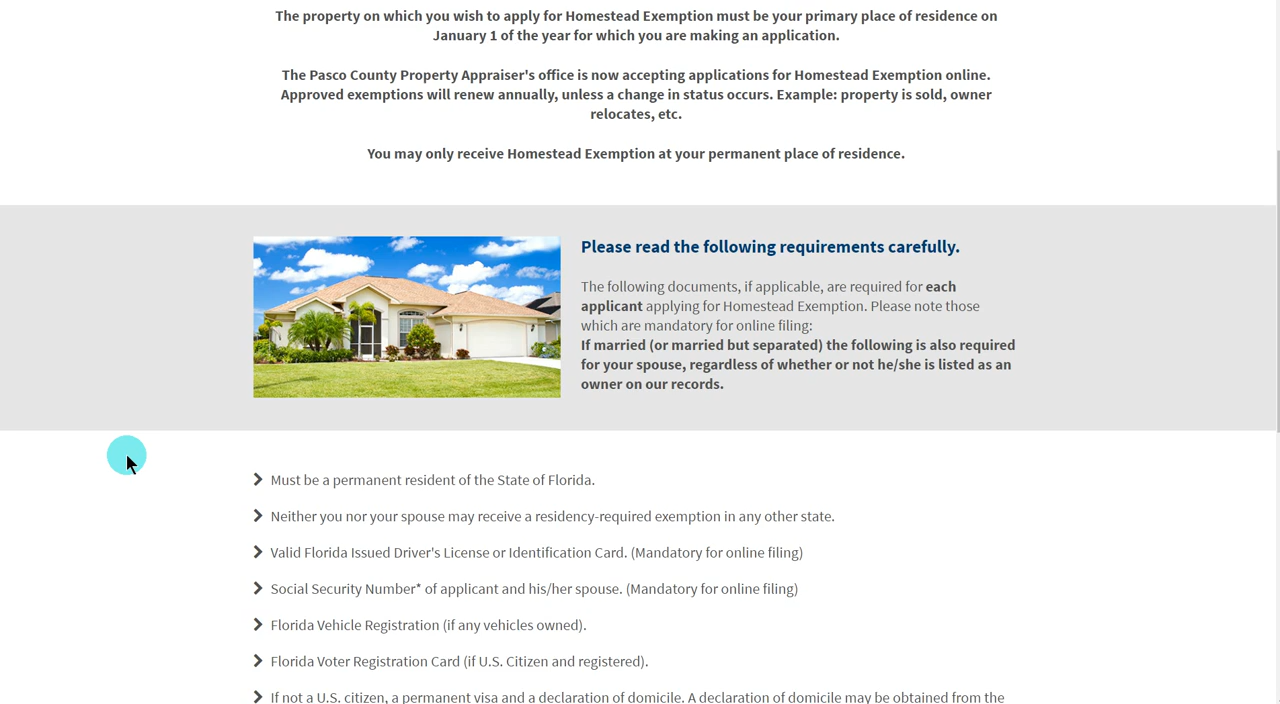 The property on which you wish to apply for Homestead Exemption must be your primary place of residence on
January 1 of the year for which you are making an application.
The Pasco County Property Appraiser's office is now accepting applications for Homestead Exemption online.
Approved exemptions will renew annually, unless a change in status occurs. Example: property is sold, owner
relocates, etc.
You may only receive Homestead Exemption at your permanent place of residence.
Please read the following requirements carefully.
The following documents, if applicable, are required for each
applicant applying for Homestead Exemption. Please note those
which are mandatory for online filing:
If married (or married but separated) the following is also required
for your spouse, regardless of whether or not he/she is listed as an
owner on our records.
Must be a permanent resident of the State of Florida.
Neither you nor your spouse may receive a residency-required exemption in any other state.
Valid Florida Issued Driver's License or Identification Card. (Mandatory for online filing)
Social Security Number* of applicant and his/her spouse. (Mandatory for online filing)
Florida Vehicle Registration (if any vehicles owned).
Florida Voter Registration Card (if U.S. Citizen and registered).
If not a U.S. citizen, a permanent visa and a declaration of domicile. A declaration of domicile may be obtained from the